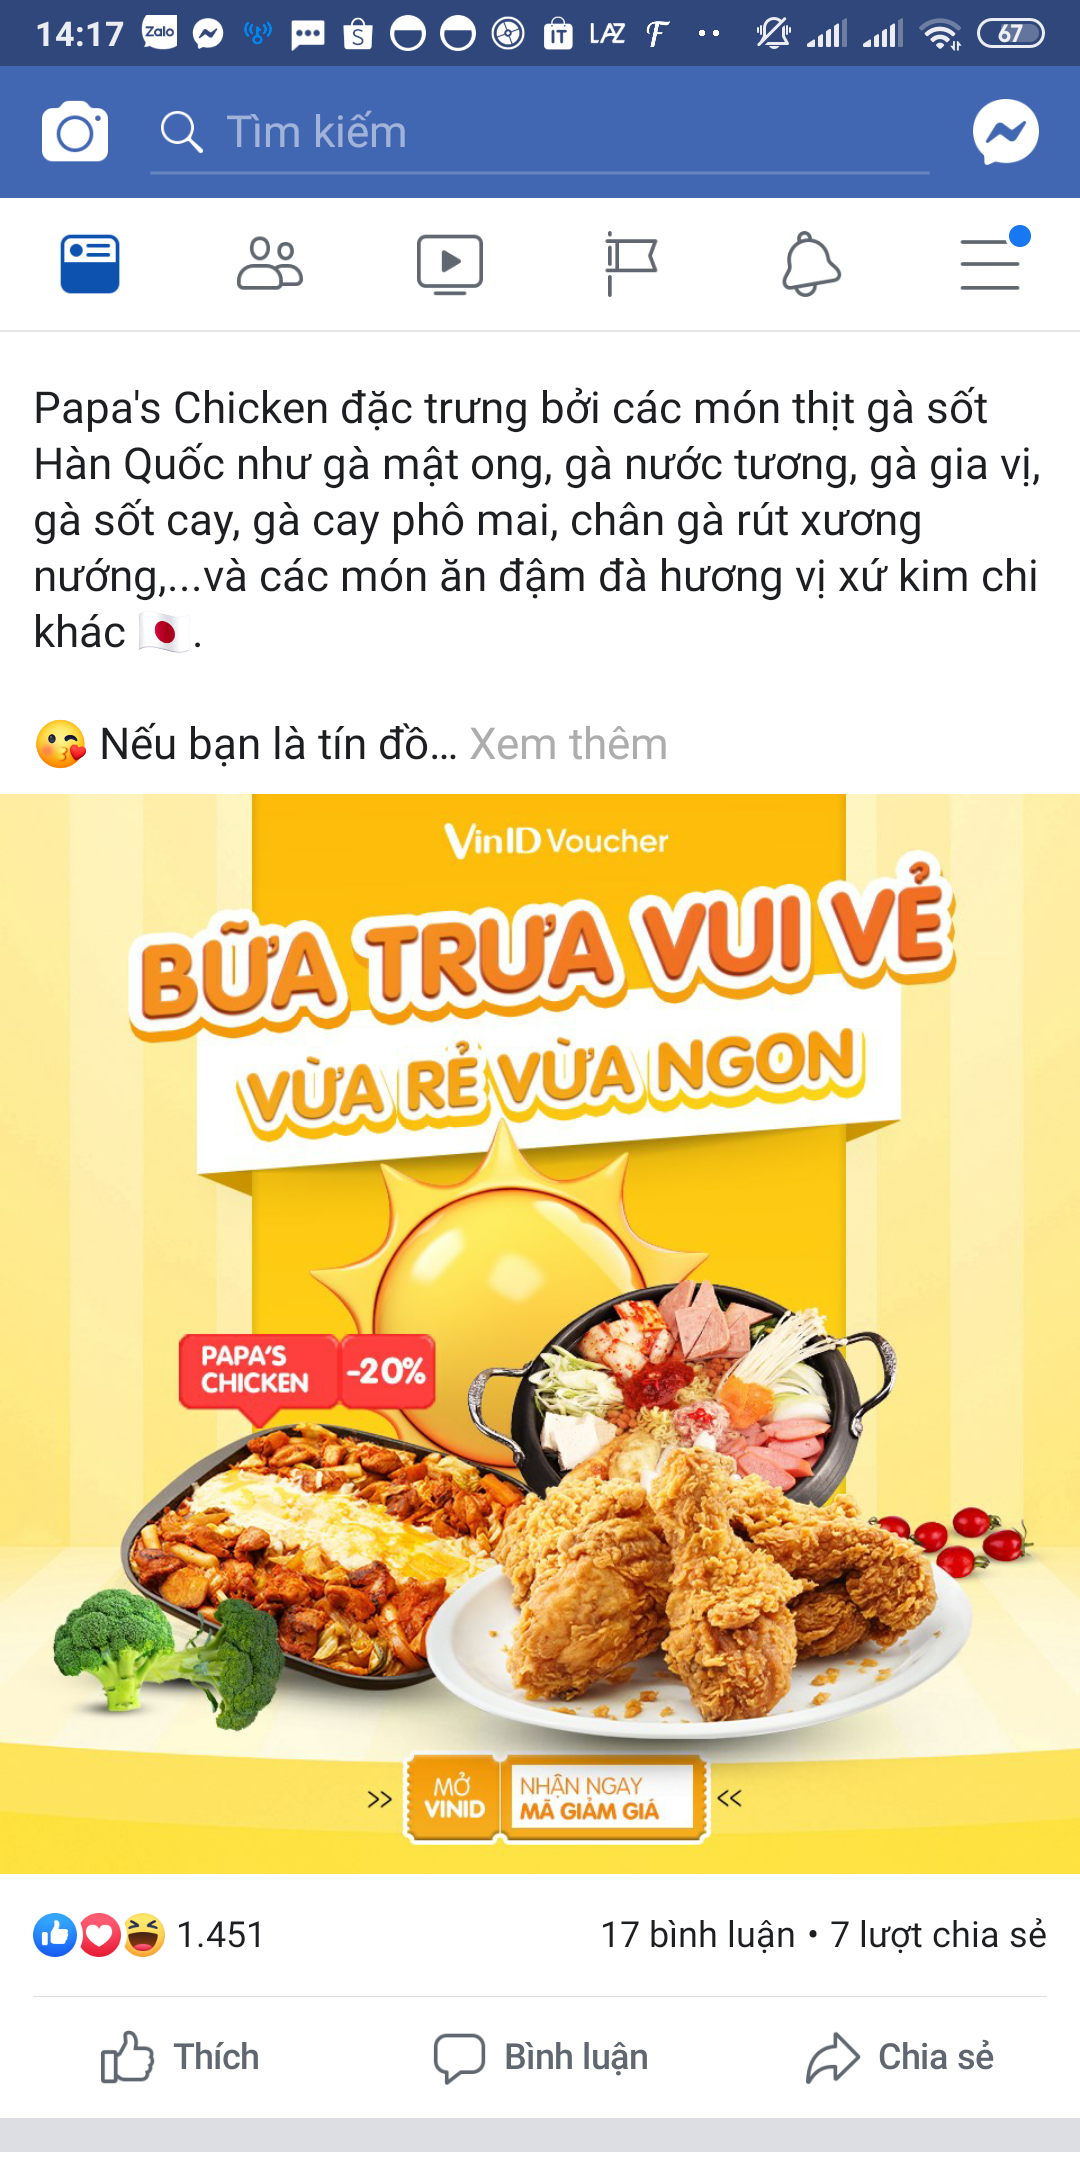 14:17 Zalo S iT LAZ F 67
Tìm kiếm
Papa's Chicken đặc trưng bởi các món thịt gà sốt
Hàn Quốc như gà mật ong, gà nước tương, gà gia vị,
gà sốt cay, gà cay phô mai, chân gà rút xương
nướng,...và các món ăn đậm đà hương vị xứ kim chi
khác 🇯🇵.
😘 Nếu bạn là tín đồ... Xem thêm
VinID Voucher
BỮA TRƯA VUI VẺ
VỪA RẺ VỪA NGON
PAPA'S
CHICKEN
-20%
>> MỞ
VINID
NHẬN NGAY
MÃ GIẢM GIÁ <<
1.451 17 bình luận • 7 lượt chia sẻ
Thích Bình luận Chia sẻ